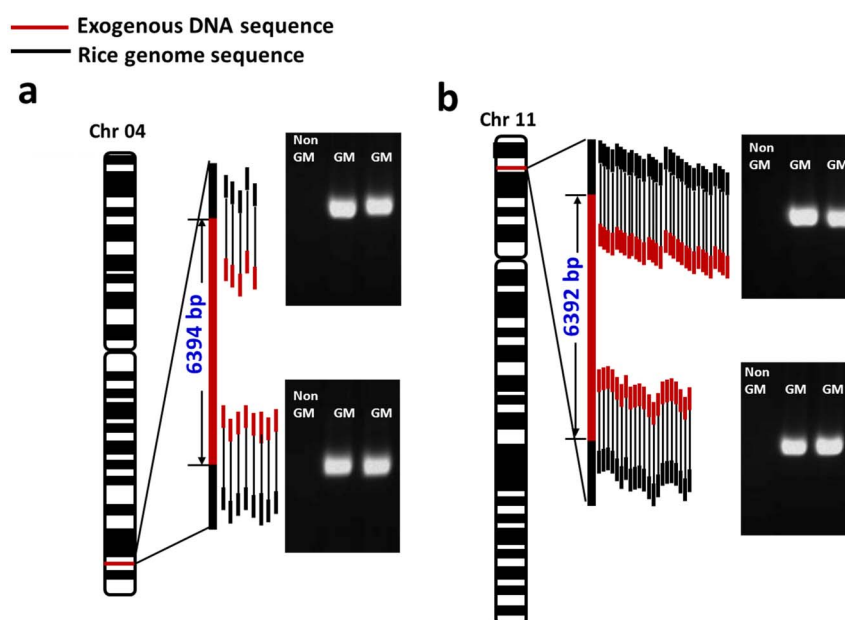 Exogenous DNA sequence
Rice genome sequence
a
Chr 04
6394 bp
Non
GM GM GM
Non
GM GM GM
b
Chr 11
6392 bp
Non
GM GM GM
Non
GM GM GM